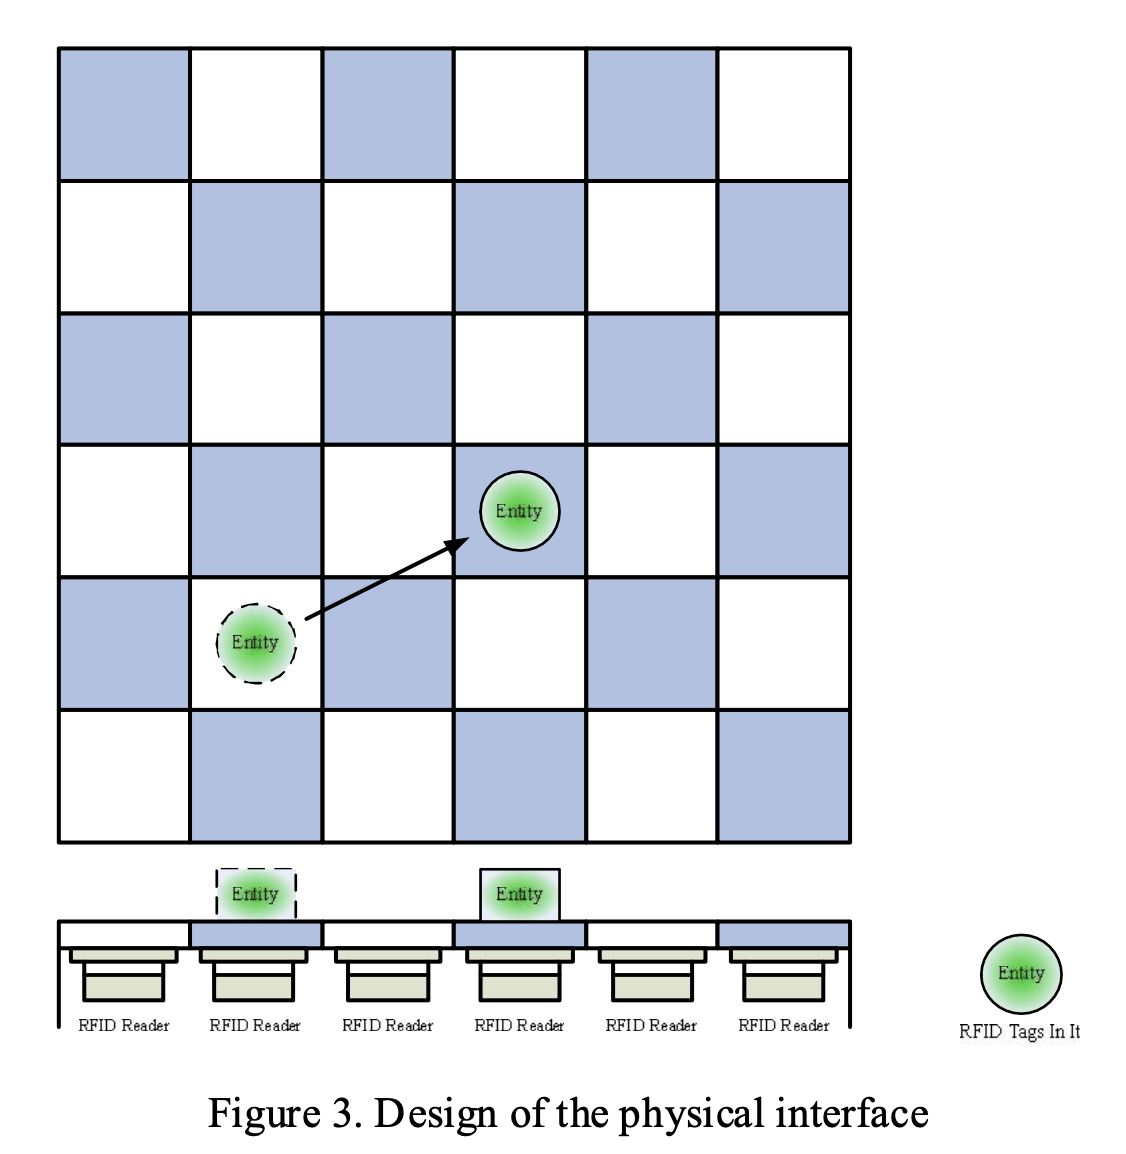 Entity
Entity
Entity Entity
Entity
RFID Reader RFID Reader RFID Reader RFID Reader RFID Reader RFID Reader
RFID Tags In It
Figure 3. Design of the physical interface